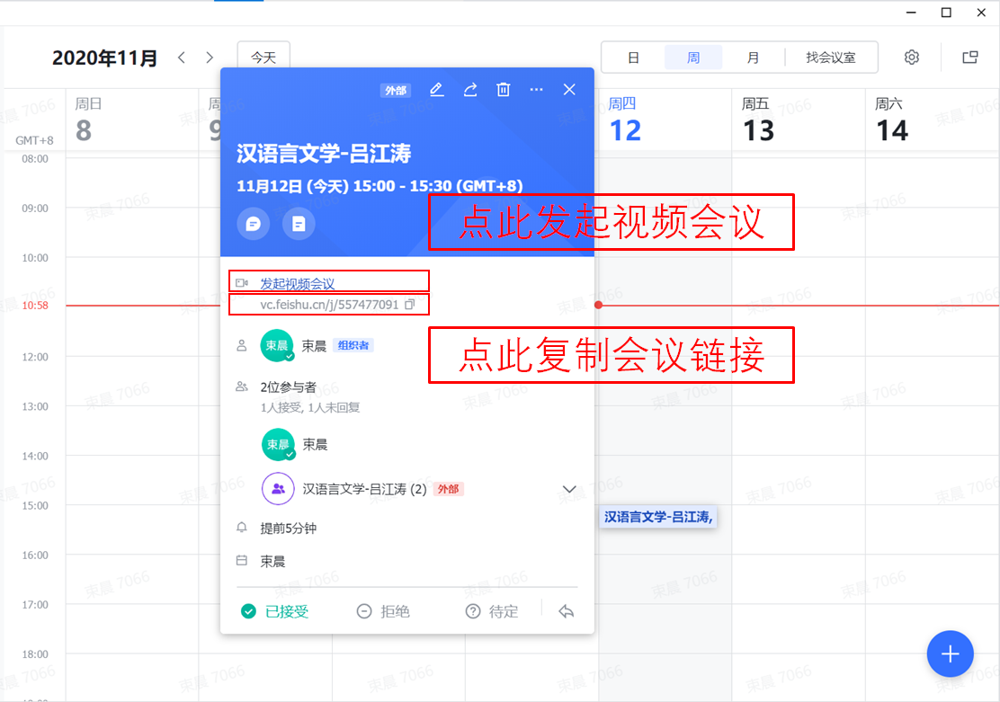 2020年11月
今天
日
周
月
找会议室
周日
8
周
9
周四
12
周五
13
周六
14
GMT+8
08:00
09:00
10:00
10:58
12:00
13:00
14:00
15:00
16:00
17:00
18:00
外部
汉语言文学-吕江涛
11月12日 (今天) 15:00 - 15:30 (GMT+8)
点此发起视频会议
发起视频会议
vc.feishu.cn/j/557477091
点此复制会议链接
束晨
束晨
组织者
2位参与者
1人接受, 1人未回复
束晨
束晨
汉语言文学-吕江涛 (2)
外部
提前5分钟
束晨
已接受
拒绝
待定
汉语言文学-吕江涛,
束晨 7066